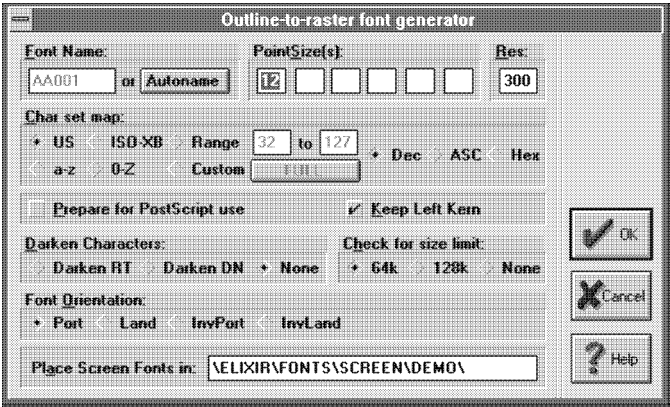 Outline-to-raster font generator
Font Name: PointSize(s): Res:
AA001 or Autoname 12 300
Char set map:
US ISO-XB Range 32 to 127 Dec ASC Hex
a-z 0-Z Custom FULL
Prepare for PostScript use Keep Left Kern
Darken Characters: Check for size limit:
Darken RT Darken DN None 64k 128k None
OK
Font Orientation:
Port Land InvPort InvLand
Cancel
Place Screen Fonts in: \ELIXIR\FONTS\SCREEN\DEMO\
Help